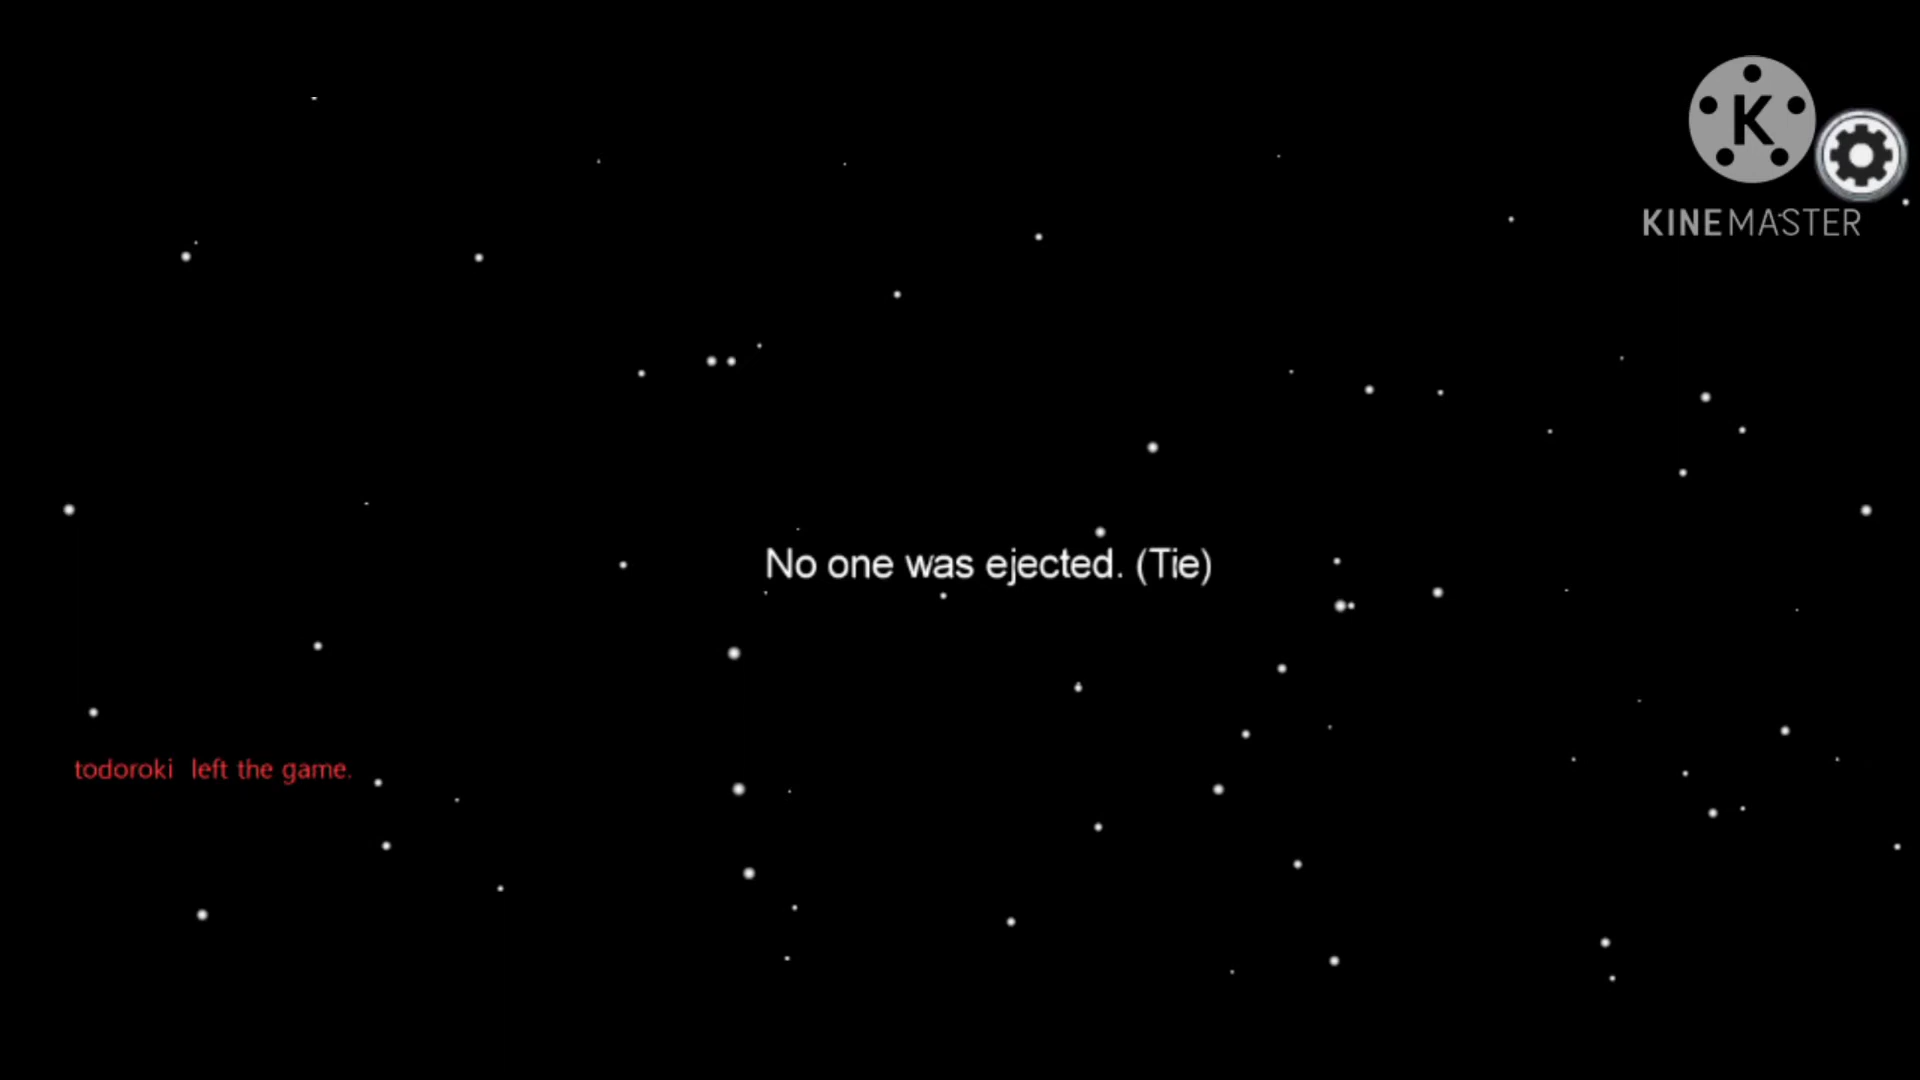 K
KINEMASTER
No one was ejected. (Tie)
todoroki left the game.